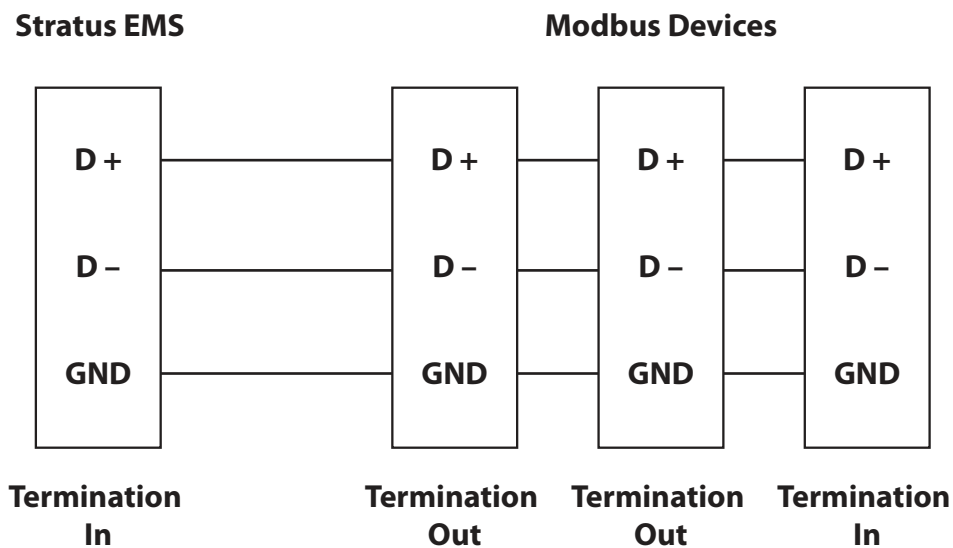 Stratus EMS Modbus Devices
D + D + D + D +
D – D – D – D –
GND GND GND GND
Termination Termination Termination Termination
In Out Out In